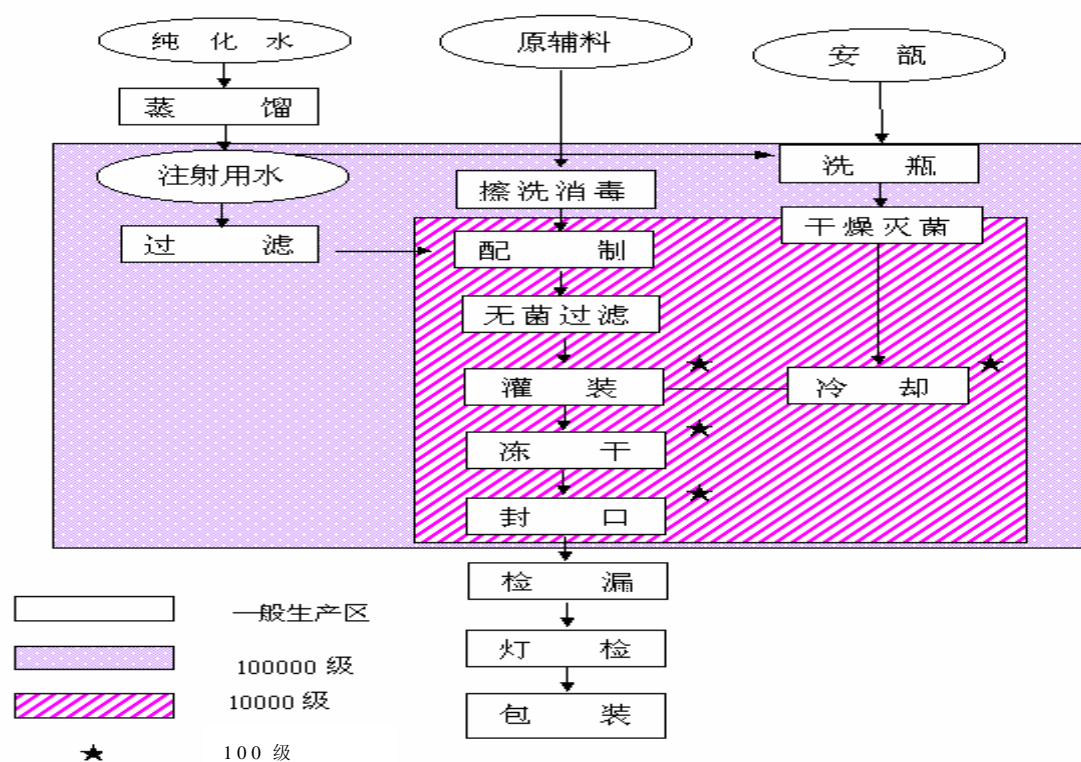 纯 化 水
原辅料
安 瓿
蒸 馏
注射用水
洗 瓶
擦洗消毒
过 滤
配 制
干燥灭菌
无菌过滤
灌 装
冷 却
冻 干
封 口
检 漏
灯 检
包 装
一般生产区
100000 级
10000 级
100 级